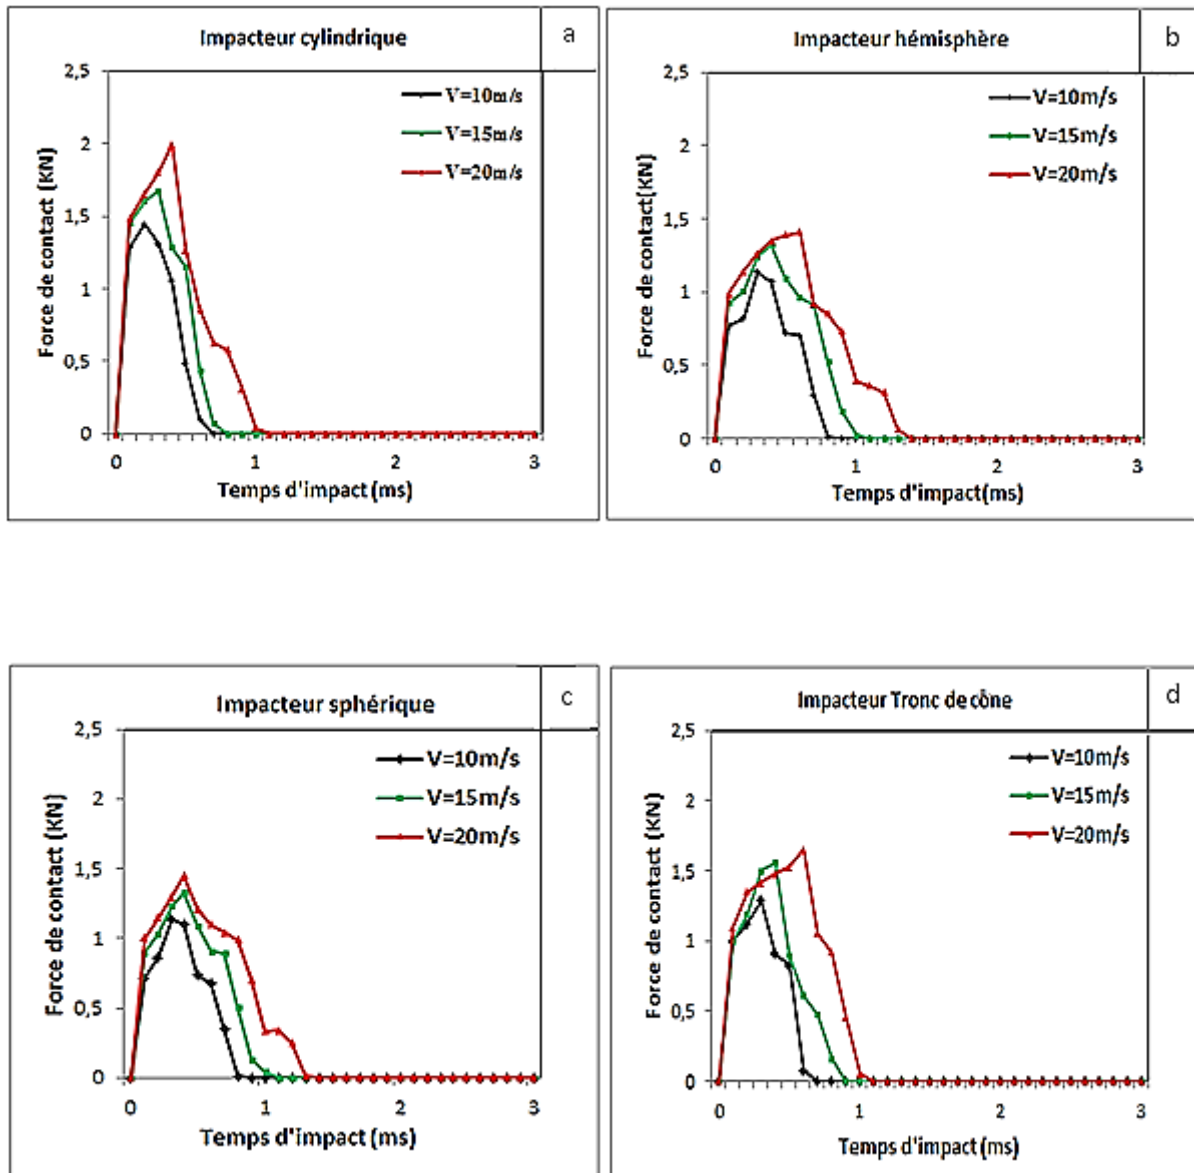 Impacteur cylindrique
a
2,5
2
1,5
1
0,5
0
Force de contact (KN)
V=10m/s
V=15m/s
V=20m/s
0 1 2 3
Temps d'impact (ms)
Impacteur hémisphère
b
2,5
2
1,5
1
0,5
0
Force de contact(KN)
V=10m/s
V=15m/s
V=20m/s
0 1 2 3
Temps d'impact(ms)
Impacteur sphérique
c
2,5
2
1,5
1
0,5
0
Force de contact (KN)
V=10m/s
V=15m/s
V=20m/s
0 1 2 3
Temps d'impact (ms)
Impacteur Tronc de cône
d
2,5
2
1,5
1
0,5
0
Force de contact (KN)
V=10m/s
V=15m/s
V=20m/s
0 1 2 3
Temps d'impact (ms)